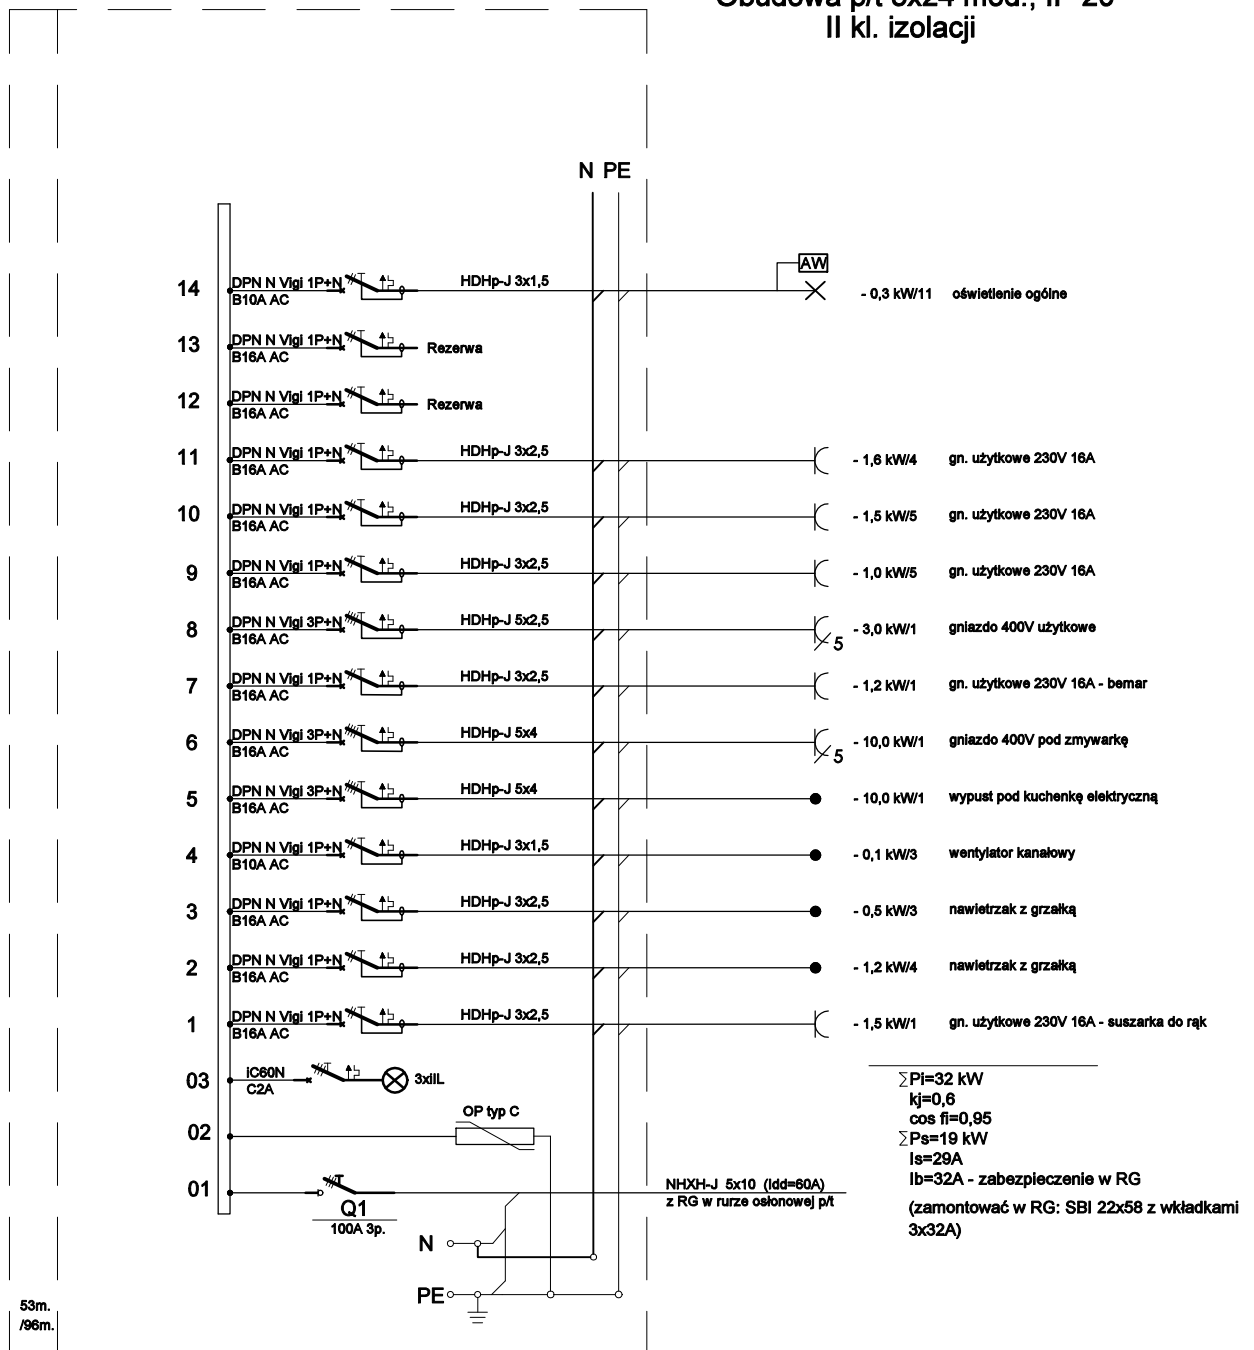 II kl. izolacji
N PE
AW
14 DPN N Vigi 1P+N HDHp-J 3x1,5 - 0,3 kW/11 oświetlenie ogólne
B10A AC
13 DPN N Vigi 1P+N Rezerwa
B16A AC
12 DPN N Vigi 1P+N Rezerwa
B16A AC
11 DPN N Vigi 1P+N HDHp-J 3x2,5 - 1,6 kW/4 gn. użytkowe 230V 16A
B16A AC
10 DPN N Vigi 1P+N HDHp-J 3x2,5 - 1,5 kW/5 gn. użytkowe 230V 16A
B16A AC
9 DPN N Vigi 1P+N HDHp-J 3x2,5 - 1,0 kW/5 gn. użytkowe 230V 16A
B16A AC
8 DPN N Vigi 3P+N HDHp-J 5x2,5 5 - 3,0 kW/1 gniazdo 400V użytkowe
B16A AC
7 DPN N Vigi 1P+N HDHp-J 3x2,5 - 1,2 kW/1 gn. użytkowe 230V 16A - bemar
B16A AC
6 DPN N Vigi 3P+N HDHp-J 5x4 5 - 10,0 kW/1 gniazdo 400V pod zmywarkę
B16A AC
5 DPN N Vigi 3P+N HDHp-J 5x4 - 10,0 kW/1 wypust pod kuchenkę elektryczną
B16A AC
4 DPN N Vigi 1P+N HDHp-J 3x1,5 - 0,1 kW/3 wentylator kanałowy
B10A AC
3 DPN N Vigi 1P+N HDHp-J 3x2,5 - 0,5 kW/3 nawietrzak z grzałką
B16A AC
2 DPN N Vigi 1P+N HDHp-J 3x2,5 - 1,2 kW/4 nawietrzak z grzałką
B16A AC
1 DPN N Vigi 1P+N HDHp-J 3x2,5 - 1,5 kW/1 gn. użytkowe 230V 16A - suszarka do rąk
B16A AC
03 iC60N 3xIIL
C2A
02 OP typ C
01 Q1
100A 3p.
NHXH-J 5x10 (Idd=60A)
z RG w rurze osłonowej p/t
∑Pi=32 kW
kj=0,6
cos fi=0,95
∑Ps=19 kW
Is=29A
Ib=32A - zabezpieczenie w RG
(zamontować w RG: SBI 22x58 z wkładkami
3x32A)
N
PE
53m.
/96m.